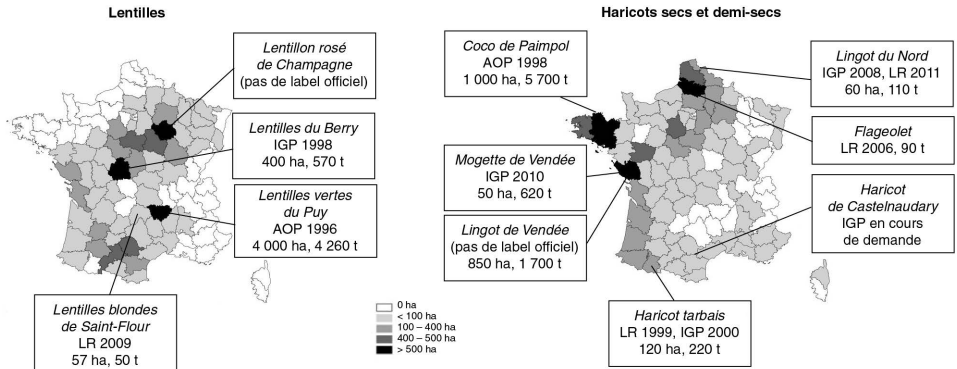 Lentilles
Lentillon rosé
de Champagne
(pas de label officiel)
Lentilles du Berry
IGP 1998
400 ha, 570 t
Lentilles vertes
du Puy
AOP 1996
4 000 ha, 4 260 t
Lentilles blondes
de Saint-Flour
LR 2009
57 ha, 50 t
0 ha
< 100 ha
100 – 400 ha
400 – 500 ha
> 500 ha
Haricots secs et demi-secs
Coco de Paimpol
AOP 1998
1 000 ha, 5 700 t
Mogette de Vendée
IGP 2010
50 ha, 620 t
Lingot de Vendée
(pas de label officiel)
850 ha, 1 700 t
Lingot du Nord
IGP 2008, LR 2011
60 ha, 110 t
Flageolet
LR 2006, 90 t
Haricot
de Castelnaudary
IGP en cours
de demande
Haricot tarbais
LR 1999, IGP 2000
120 ha, 220 t